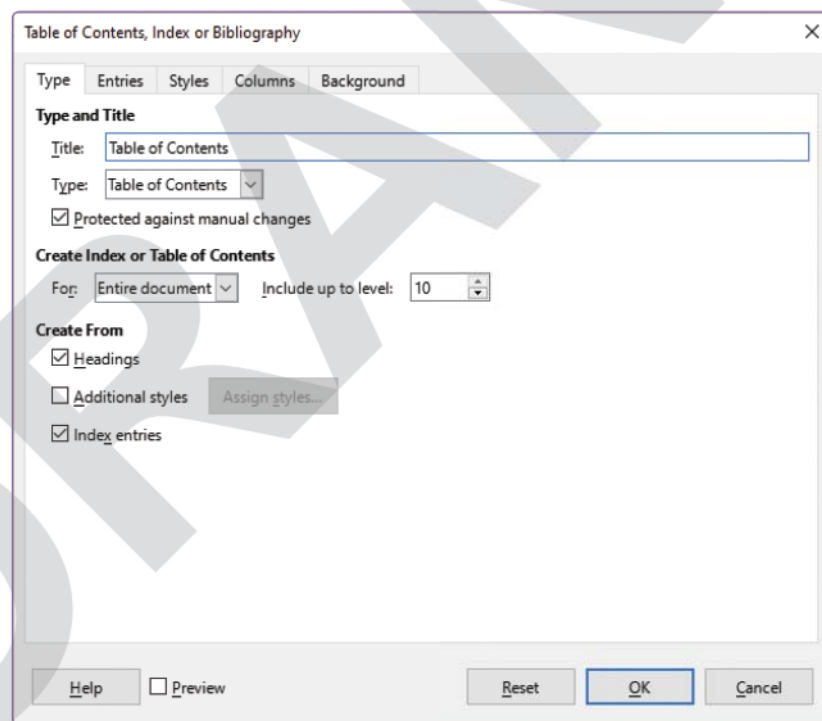 Table of Contents, Index or Bibliography
Type Entries Styles Columns Background
Type and Title
Title: Table of Contents
Type: Table of Contents
Protected against manual changes
Create Index or Table of Contents
For: Entire document Include up to level: 10
Create From
Headings
Additional styles Assign styles...
Index entries
Help Preview Reset OK Cancel